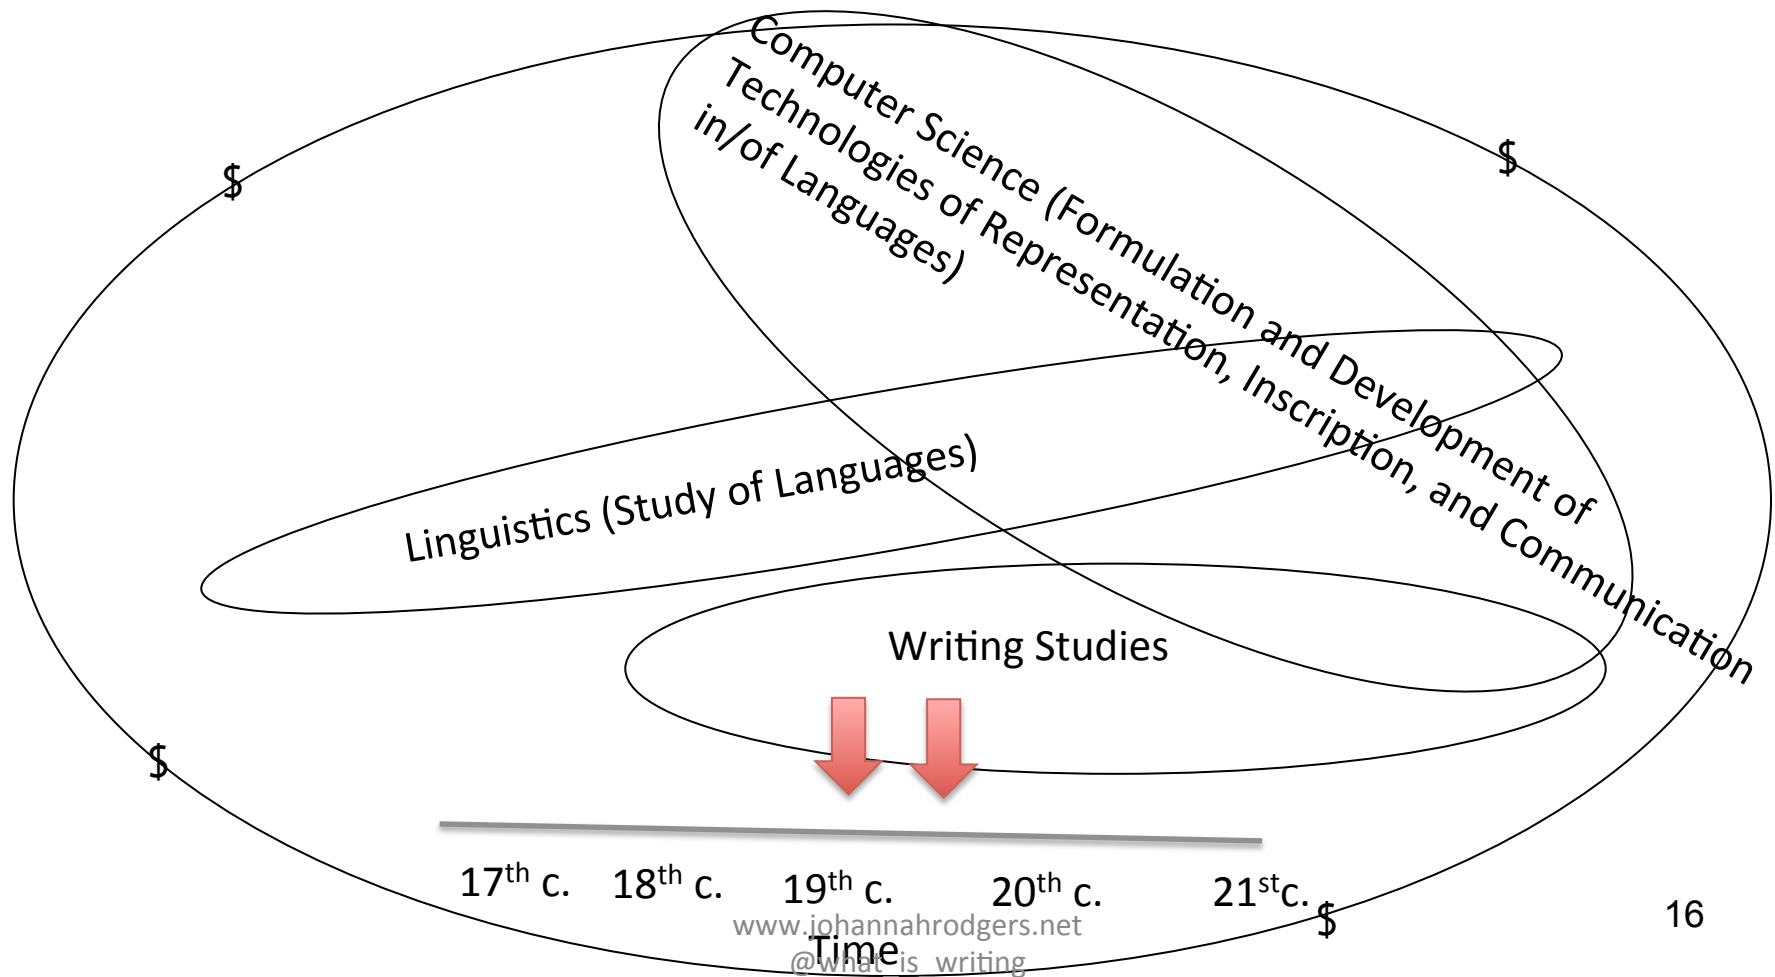 Computer Science (Formulation and Development of
Technologies of Representation, Inscription, and Communication
in/of Languages)
$
$
Linguistics (Study of Languages)
Writing Studies
$
17th c. 18th c. 19th c. 20th c. 21st c.
$
www.johannahrodgers.net
16
Time
@what_is_writing